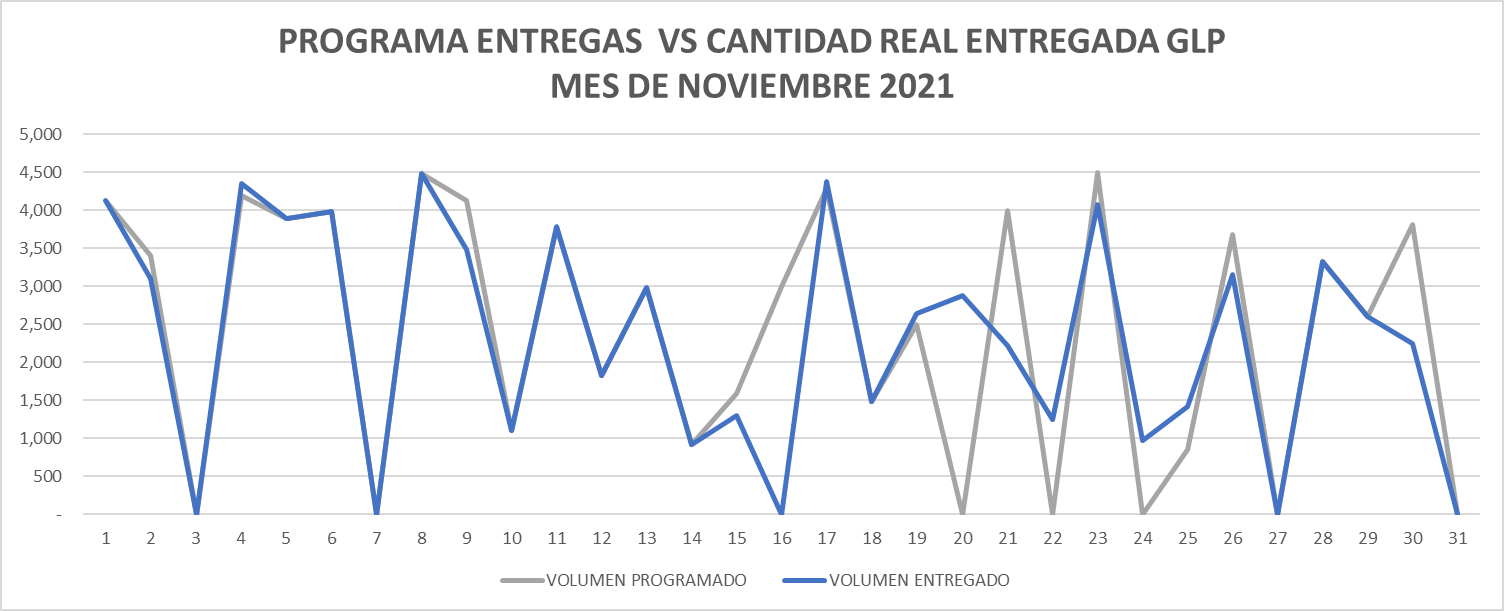 PROGRAMA ENTREGAS  VS CANTIDAD REAL ENTREGADA GLP
MES DE NOVIEMBRE 2021
5,000
4,500
4,000
3,500
3,000
2,500
2,000
1,500
1,000
500
-
1 2 3 4 5 6 7 8 9 10 11 12 13 14 15 16 17 18 19 20 21 22 23 24 25 26 27 28 29 30 31
VOLUMEN PROGRAMADO VOLUMEN ENTREGADO